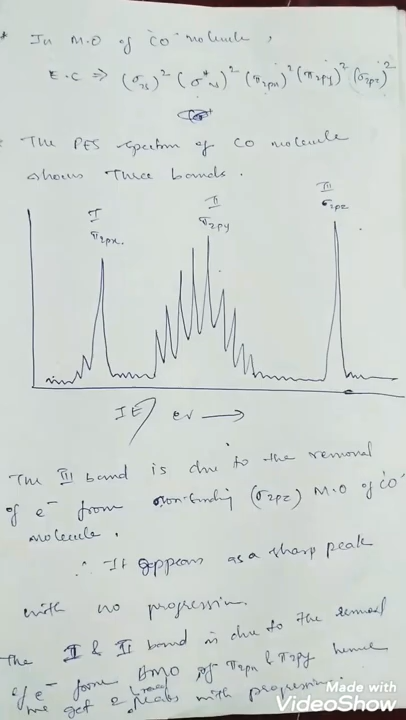 * In M.O of CO molecule,
E.C ⇒ (σ₂ₛ)² (σ*₂ₛ)² (π2px)² (π2py)² (σ2pz)²
The PES spectrum of CO molecule
shows three bands.
I
π2px.
II
π2py
III
σ2pz
IE/ ev →
The III band is due to the removal
of e⁻ from non-bonding (σ2pz) M.O of CO
molecule.
∴ It appears as a sharp peak
with no progression.
The I & II band is due to the removal
of e⁻ from BMO of π2px & π2py hence
we get 2 broad peaks with progression.
Made with
VideoShow